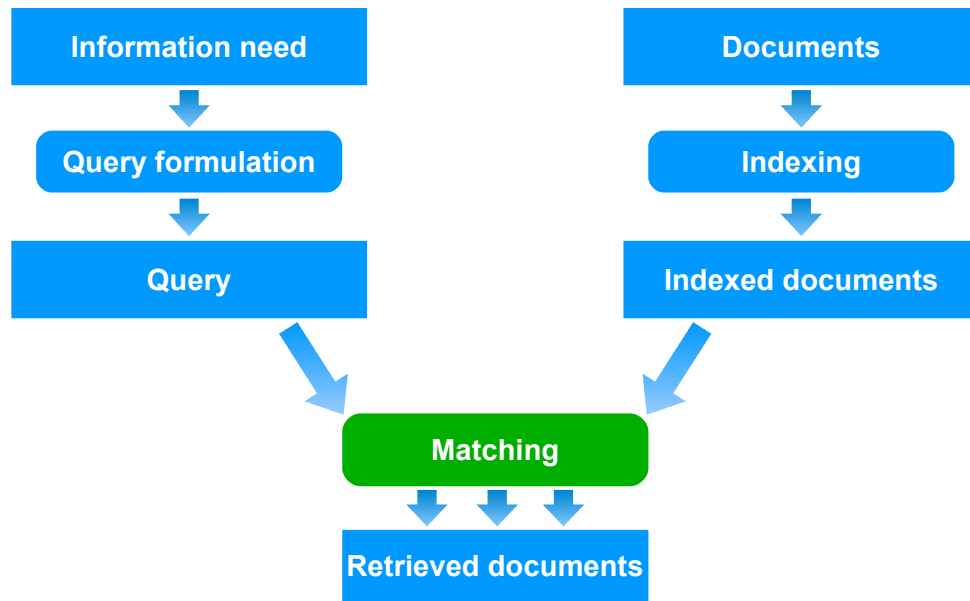 Information need
Documents
Query formulation
Indexing
Query
Indexed documents
Matching
Retrieved documents